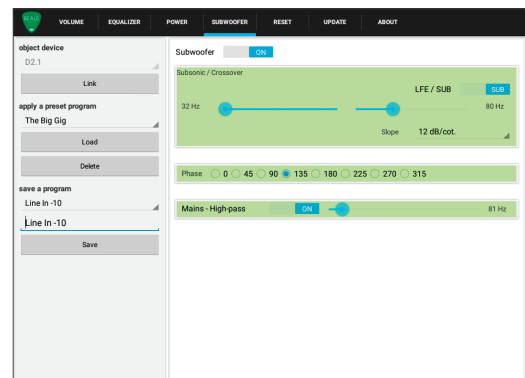 BEALE VOLUME EQUALIZER POWER SUBWOOFER RESET UPDATE ABOUT
object device
D2.1
Link
apply a preset program
The Big Gig
Load
Delete
save a program
Line In -10
Line In -10
Save
Subwoofer ON
Subsonic / Crossover
LFE / SUB SUB
32 Hz 80 Hz
Slope 12 dB/cot.
Phase 0 45 90 135 180 225 270 315
Mains - High-pass ON 81 Hz